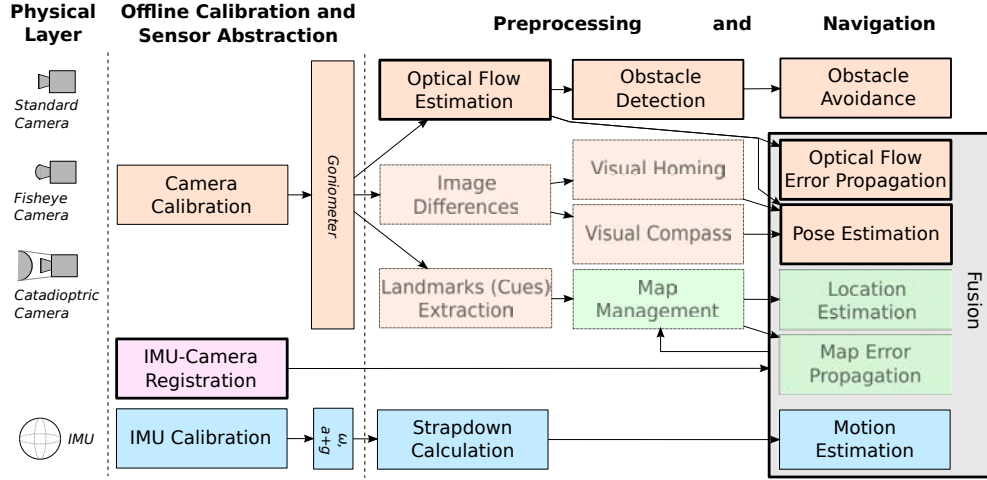 Physical
Layer
Offline Calibration and
Sensor Abstraction
Preprocessing and Navigation
Standard
Camera
Fisheye
Camera
Catadioptric
Camera
IMU
Camera
Calibration
IMU-Camera
Registration
IMU Calibration
Goniometer
ω,
a+g
Optical Flow
Estimation
Obstacle
Detection
Obstacle
Avoidance
Image
Differences
Visual Homing
Visual Compass
Optical Flow
Error Propagation
Pose Estimation
Landmarks (Cues)
Extraction
Map
Management
Location
Estimation
Map Error
Propagation
Strapdown
Calculation
Motion
Estimation
Fusion